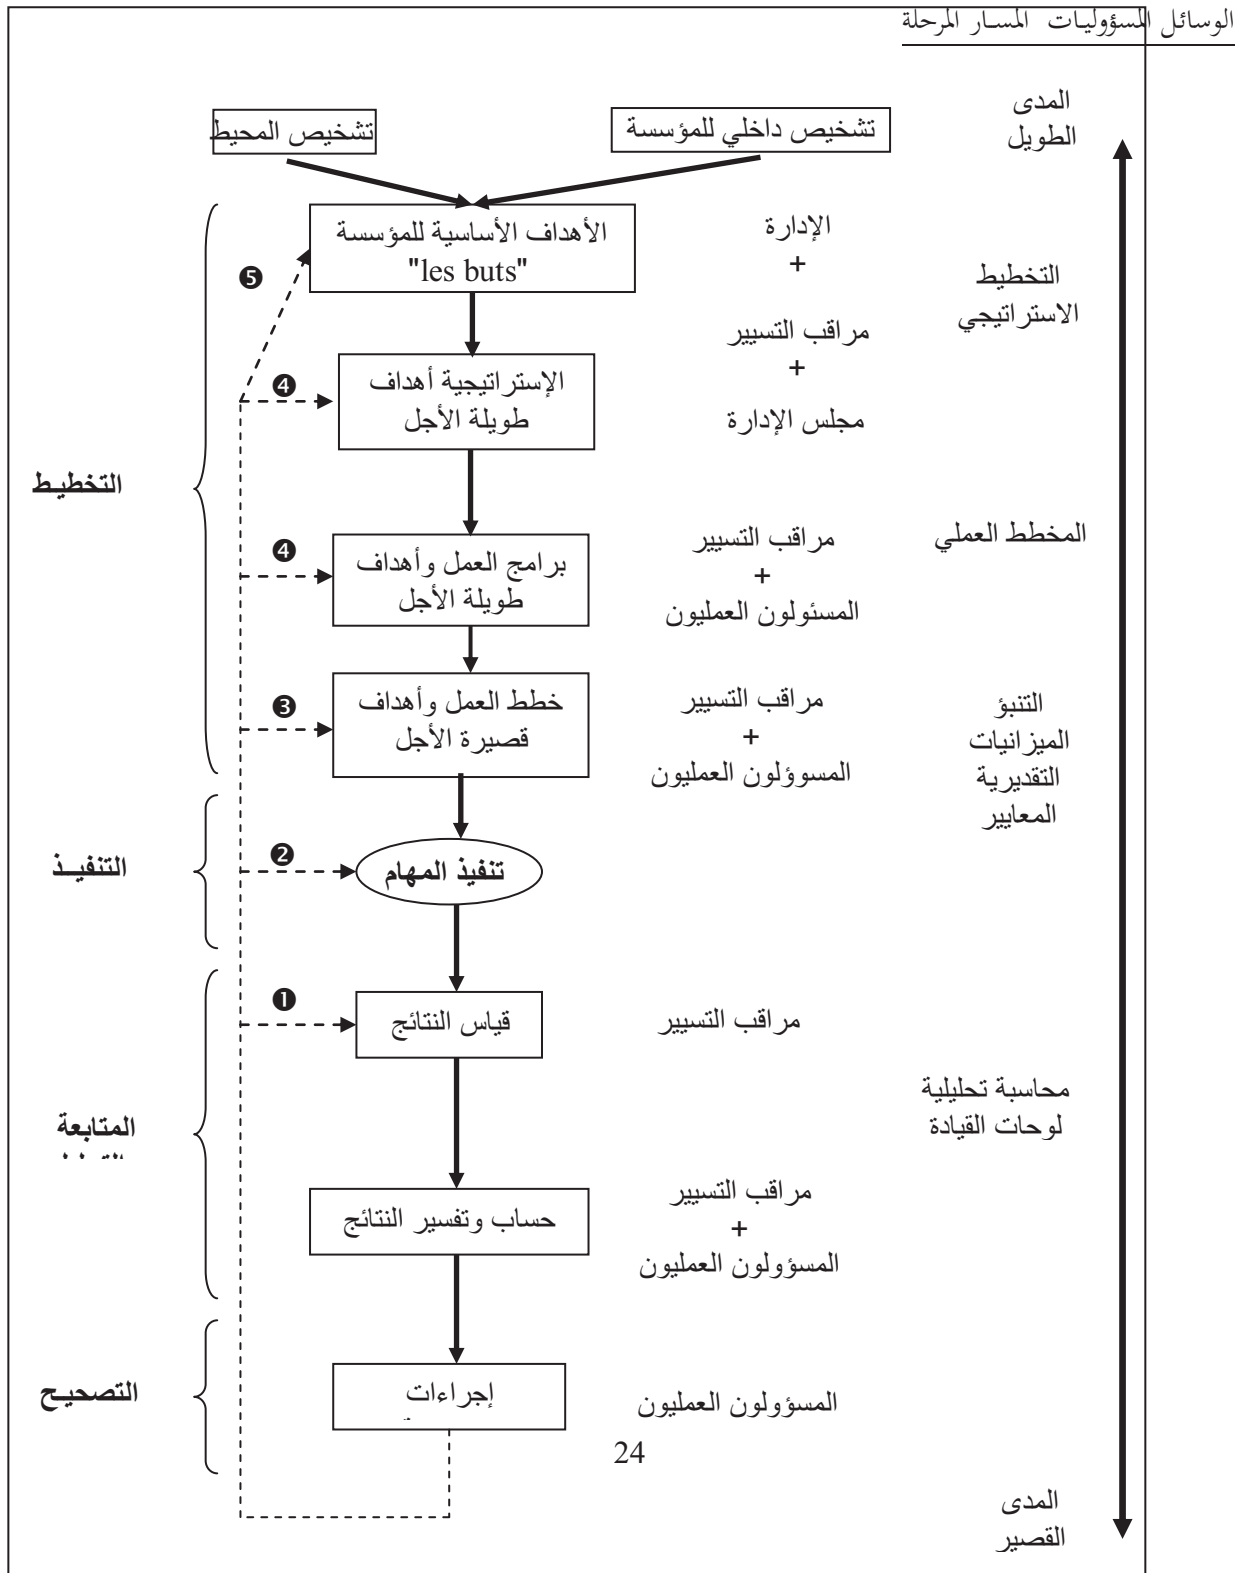 الوسائل المسؤوليات المسار المرحلة
المدى
الطويل
تشخيص داخلي للمؤسسة
تشخيص المحيط
الأهداف الأساسية للمؤسسة
"les buts"
الإدارة
+
مراقب التسيير
+
مجلس الإدارة
التخطيط
الاستراتيجي
❺
الإستراتيجية أهداف
طويلة الأجل
❹
التخطيط
المخطط العملي
مراقب التسيير
+
المسئولون العمليون
برامج العمل وأهداف
طويلة الأجل
❹
التنبؤ
الميزانيات
التقديرية
المعايير
مراقب التسيير
+
المسوؤلون العمليون
خطط العمل وأهداف
قصيرة الأجل
❸
تنفيذ المهام
❷
التنفيــذ
مراقب التسيير
قياس النتائج
❶
محاسبة تحليلية
لوحات القيادة
المتابعة
مراقب التسيير
+
المسؤولون العمليون
حساب وتفسير النتائج
المسؤولون العمليون
إجراءات
التصحيـح
24
المدى
القصير